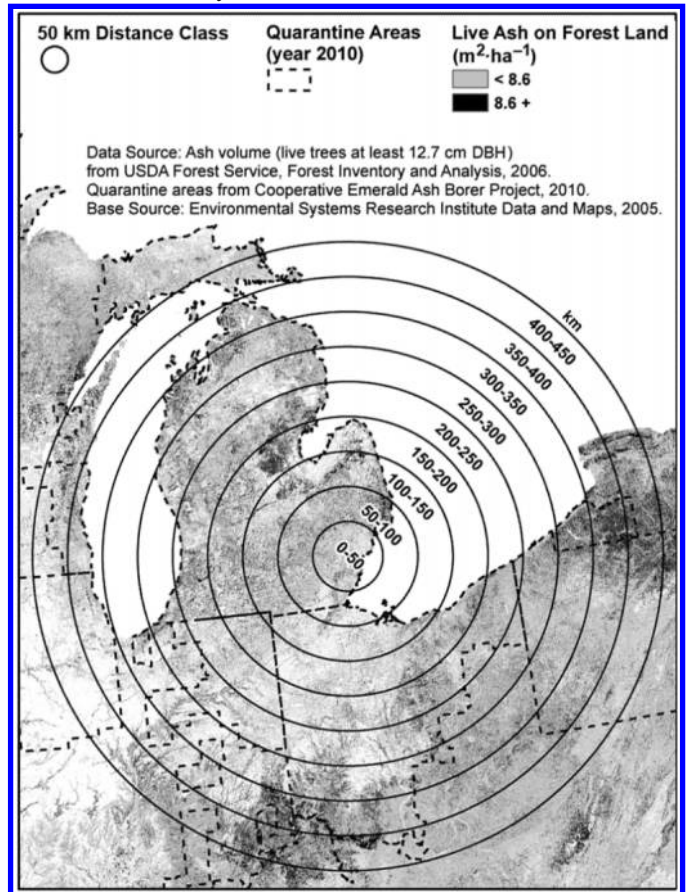 50 km Distance Class
Quarantine Areas
(year 2010)
Live Ash on Forest Land
(m²·ha⁻¹)
< 8.6
8.6 +
Data Source: Ash volume (live trees at least 12.7 cm DBH)
from USDA Forest Service, Forest Inventory and Analysis, 2006.
Quarantine areas from Cooperative Emerald Ash Borer Project, 2010.
Base Source: Environmental Systems Research Institute Data and Maps, 2005.
km
400-450
350-400
300-350
250-300
200-250
150-200
100-150
50-100
0-50